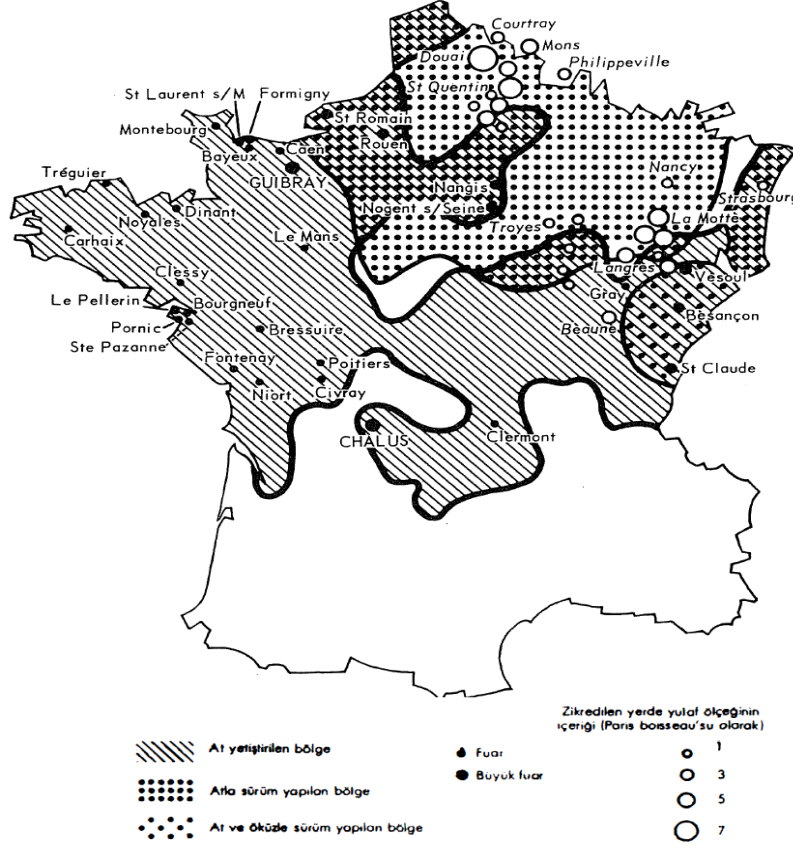 Courtray
Mons
Douai
Philippeville
St Quentin
St Laurent s/M Formigny
Montebourg
St Romain
Bayeux
Caen
Rouen
GUIBRAY
Tréguier
Nancy
Nangis
Strasbourg
Noyales
Dinant
Nogent s/Seine
La Motte
Carhaix
Le Mans
Troyes
Clessy
Langres
Vesoul
Le Pellerin
Bourgneuf
Gray
Besançon
Pornic
Bressuire
Beaune
Ste Pazanne
Fontenay
Poitiers
St Claude
Niort
Civray
CHALUS
Clermont
Zikredilen yerde yulaf ölçeğinin
içeriği (Paris boisseau'su olarak)
At yetiştirilen bölge
Fuar
1
Büyük fuar
3
Atla sürüm yapılan bölge
5
At ve öküzle sürüm yapılan bölge
7